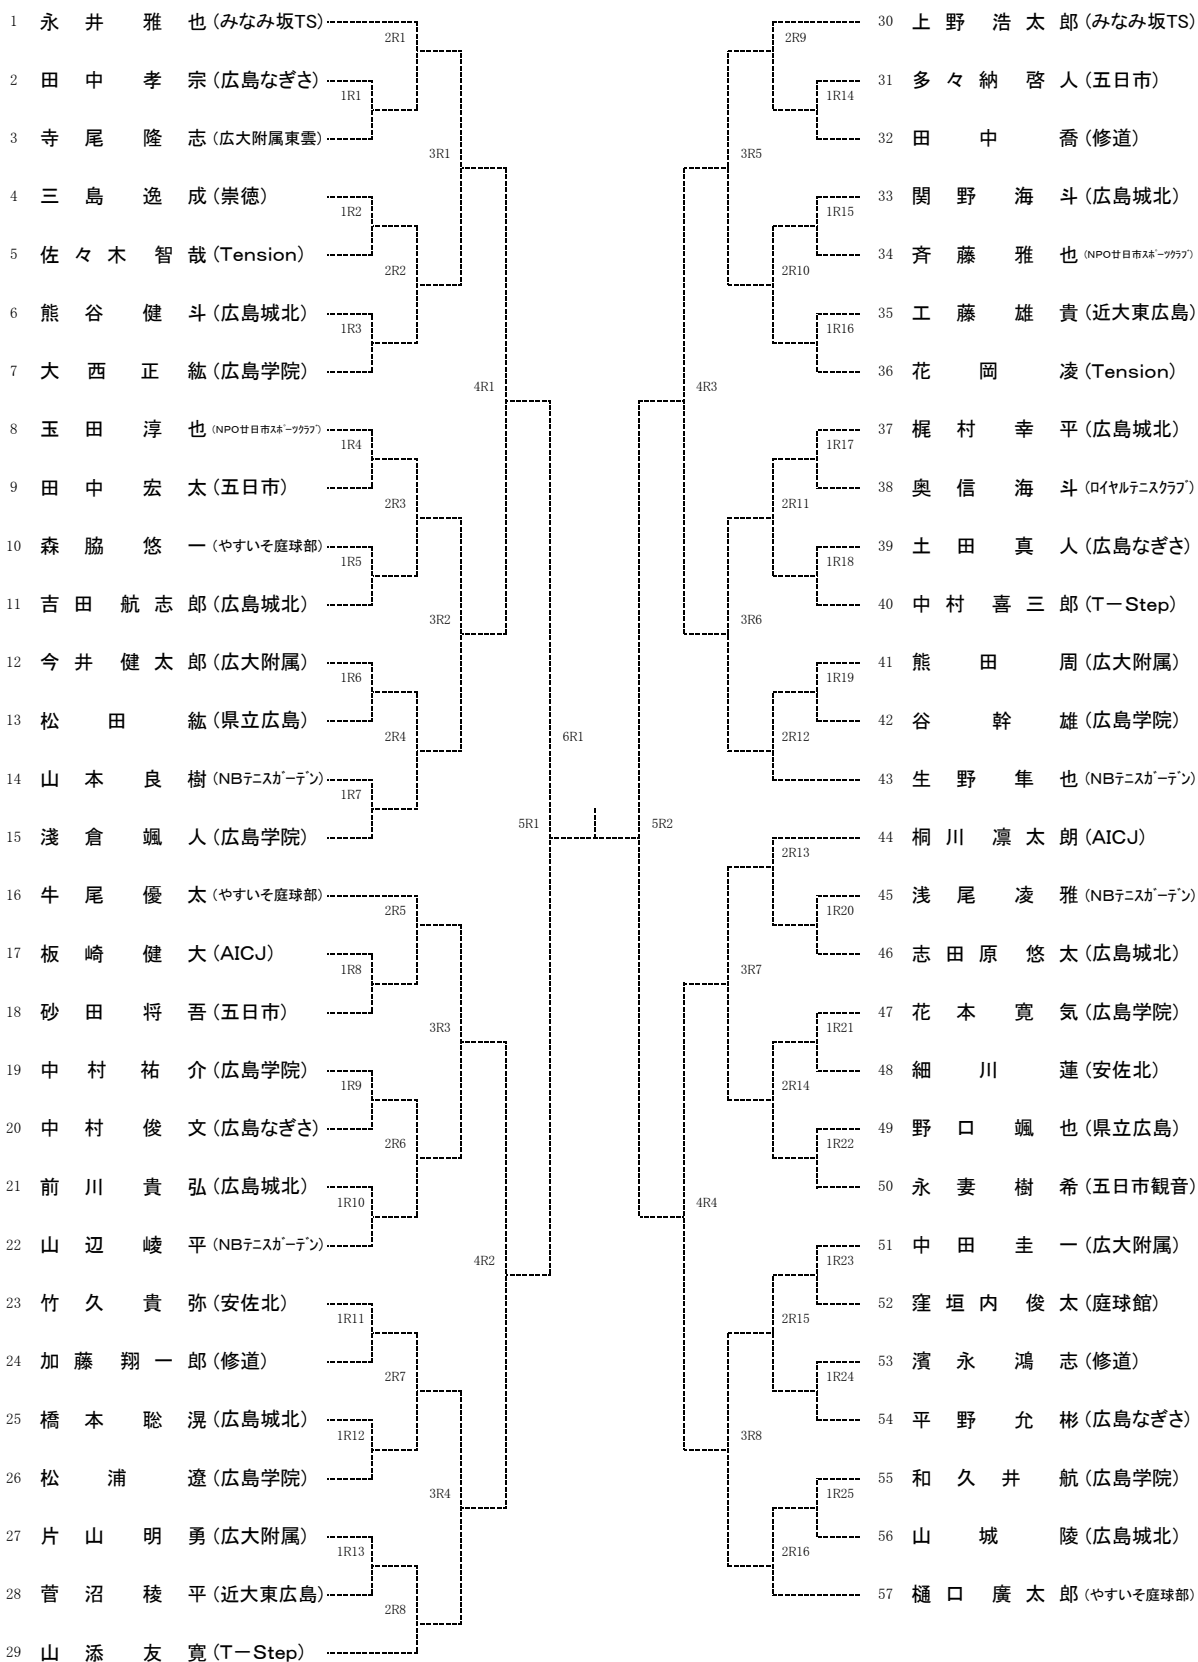 1 永井 雅也 (みなみ坂TS)
2R1
2 田中 孝宗 (広島なぎさ)
1R1
3 寺尾 隆志 (広大附属東雲)
3R1
4 三島 逸成 (崇徳)
1R2
5 佐々木 智哉 (Tension)
2R2
6 熊谷 健斗 (広島城北)
1R3
7 大西 正紘 (広島学院)
4R1
8 玉田 淳也 (NPO廿日市スポーツクラブ)
1R4
9 田中 宏太 (五日市)
2R3
10 森脇 悠一 (やすいそ庭球部)
1R5
11 吉田 航志郎 (広島城北)
3R2
12 今井 健太郎 (広大附属)
1R6
13 松田 紘 (県立広島)
2R4
14 山本 良樹 (NBテニスガーデン)
1R7
15 淺倉 颯人 (広島学院)
5R1
16 牛尾 優太 (やすいそ庭球部)
2R5
17 板崎 健大 (AICJ)
1R8
18 砂田 将吾 (五日市)
3R3
19 中村 祐介 (広島学院)
1R9
20 中村 俊文 (広島なぎさ)
2R6
21 前川 貴弘 (広島城北)
1R10
22 山辺 崚平 (NBテニスガーデン)
4R2
23 竹久 貴弥 (安佐北)
1R11
24 加藤 翔一郎 (修道)
2R7
25 橋本 聡滉 (広島城北)
1R12
26 松浦 遼 (広島学院)
3R4
27 片山 明勇 (広大附属)
1R13
28 菅沼 稜平 (近大東広島)
2R8
29 山添 友寛 (T－Step)
6R1
30 上野 浩太郎 (みなみ坂TS)
2R9
31 多々納 啓人 (五日市)
1R14
32 田中 喬 (修道)
3R5
33 関野 海斗 (広島城北)
1R15
34 斉藤 雅也 (NPO廿日市スポーツクラブ)
2R10
35 工藤 雄貴 (近大東広島)
1R16
36 花岡 凌 (Tension)
4R3
37 梶村 幸平 (広島城北)
1R17
38 奥信 海斗 (ロイヤルテニスクラブ)
2R11
39 土田 真人 (広島なぎさ)
1R18
40 中村 喜三郎 (T－Step)
3R6
41 熊田 周 (広大附属)
1R19
42 谷 幹雄 (広島学院)
2R12
43 生野 隼也 (NBテニスガーデン)
5R2
44 桐川 凛太朗 (AICJ)
2R13
45 浅尾 凌雅 (NBテニスガーデン)
1R20
46 志田原 悠太 (広島城北)
3R7
47 花本 寛気 (広島学院)
1R21
48 細川 蓮 (安佐北)
2R14
49 野口 颯也 (県立広島)
1R22
50 永妻 樹希 (五日市観音)
4R4
51 中田 圭一 (広大附属)
1R23
52 窪垣内 俊太 (庭球館)
2R15
53 濱永 鴻志 (修道)
1R24
54 平野 允彬 (広島なぎさ)
3R8
55 和久井 航 (広島学院)
1R25
56 山城 陵 (広島城北)
2R16
57 樋口 廣太郎 (やすいそ庭球部)